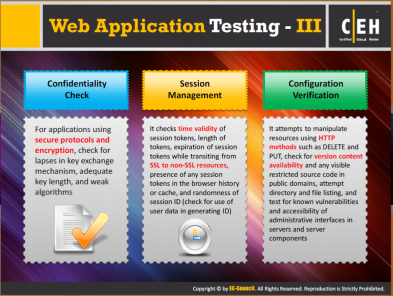 Web Application Testing - III
C|EH
Certified Ethical Hacker
Confidentiality
Check
For applications using
secure protocols and
encryption, check for
lapses in key exchange
mechanism, adequate
key length, and weak
algorithms
Session
Management
It checks time validity of
session tokens, length of
tokens, expiration of session
tokens while transiting from
SSL to non-SSL resources,
presence of any session
tokens in the browser history
or cache, and randomness of
session ID (check for use of
user data in generating ID)
Configuration
Verification
It attempts to manipulate
resources using HTTP
methods such as DELETE and
PUT, check for version content
availability and any visible
restricted source code in
public domains, attempt
directory and file listing, and
test for known vulnerabilities
and accessibility of
administrative interfaces in
servers and server
components
Copyright © by EC-Council. All Rights Reserved. Reproduction is Strictly Prohibited.